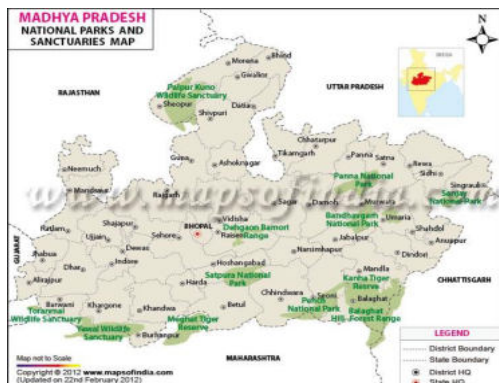 MADHYA PRADESH
NATIONAL PARKS AND
SANCTUARIES MAP
N
INDIA
RAJASTHAN
UTTAR PRADESH
Morena
Bhind
Gwalior
Palpur Kuno
Wildlife Sanctuary
Sheopur
Datia
Shivpuri
Guna
Ashoknagar
Tikamgarh
Chhatarpur
Panna
Satna
Rewa
Sidhi
Singrauli
Panna National
Park
Sanjay
National Park
Neemuch
Mandsaur
Rajgarh
www.mapsofindia.com
Sagar
Damoh
Umaria
Bandhavgarh
National Park
Shahdol
Anuppur
Ratlam
Shajapur
Ujjain
Sehore
BHOPAL
Vidisha
Raisen
Dahgaon Bamori
Range
Jabalpur
Dindori
Narsimhapur
Mandla
GUJARAT
Jhabua
Dhar
Indore
Dewas
Hoshangabad
Alirajpur
Satpura National
Park
Harda
Kanha Tiger
Resrve
CHHATTISGARH
Barwani
Khargone
Khandwa
Betul
Chhindwara
Seoni
Balaghat
Toranmal
Wildlife Sanctuary
Yawal Wildlife
Sanctuary
Burhanpur
Melghat Tiger
Reserve
Pench
National Park
Balaghat
Hill Forest Range
MAHARASHTRA
Map not to Scale
Copyright © 2012 www.mapsofindia.com
(Updated on 22nd February 2012)
LEGEND
District Boundary
State Boundary
District HQ
State HQ